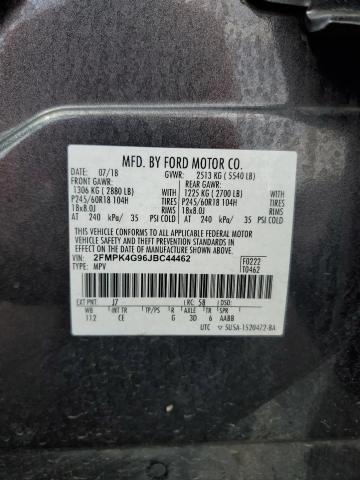 MFD. BY FORD MOTOR CO.
DATE: 07/18 GVWR: 2513 KG ( 5540 LB)
FRONT GAWR: REAR GAWR:
1306 KG ( 2880 LB) WITH 1225 KG ( 2700 LB) WITH
P245/60R18 104H TIRES P245/60R18 104H TIRES
18x8.0J RIMS 18x8.0J RIMS
AT 240 kPa/ 35 PSI COLD AT 240 kPa/ 35 PSI COLD
THIS VEHICLE CONFORMS TO ALL APPLICABLE FEDERAL MOTOR
VEHICLE SAFETY AND THEFT PREVENTION STANDARDS IN EFFECT ON THE
DATE OF MANUFACTURE SHOWN ABOVE.
VIN: 2FMPK4G96JBC44462 F0222
TYPE: MPV T0462
EXT PNT: J7 RC: 58 DSO:
WB INT TR TP/PS R AXLE TR SPR
112 CE G 3D 6 AABB
UTC 5U5A-1520472-BA